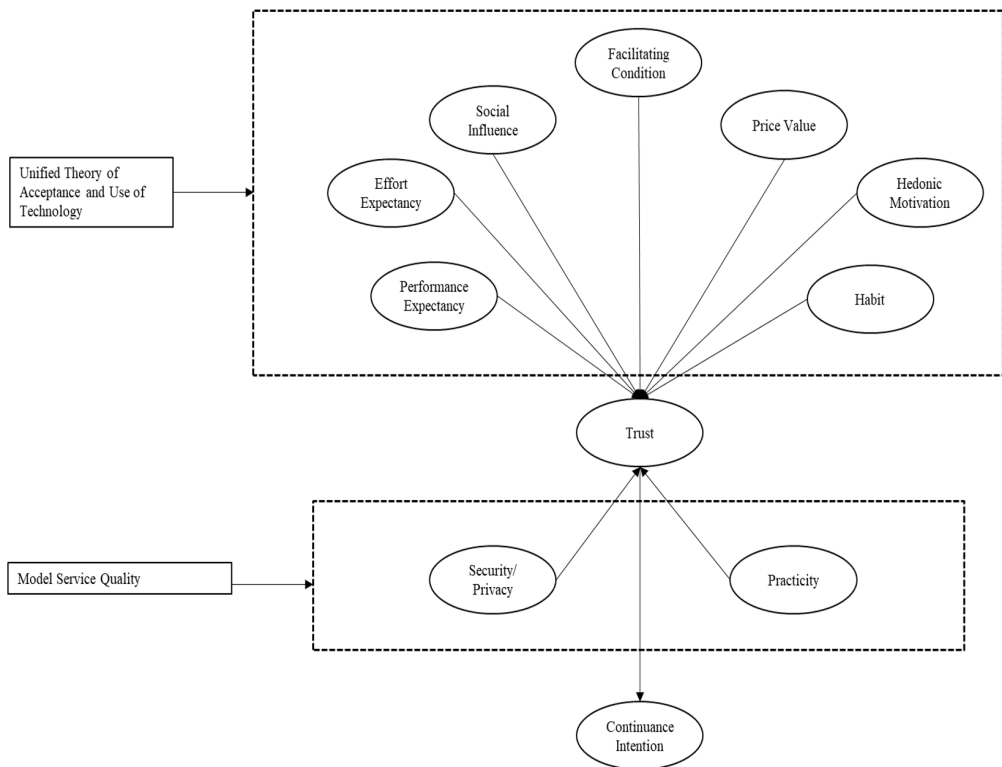 Facilitating
Condition
Social
Influence
Price Value
Unified Theory of
Acceptance and Use of
Technology
Effort
Expectancy
Hedonic
Motivation
Performance
Expectancy
Habit
Trust
Model Service Quality
Security/
Privacy
Practicity
Continuance
Intention